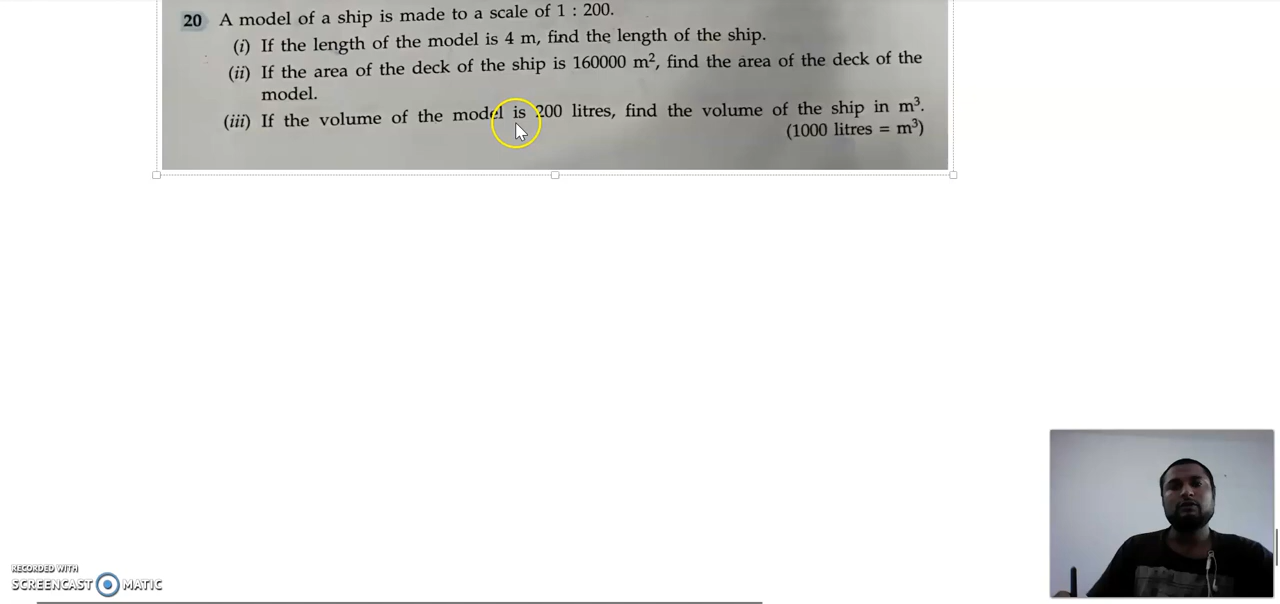 20 A model of a ship is made to a scale of 1 : 200.
(i) If the length of the model is 4 m, find the length of the ship.
(ii) If the area of the deck of the ship is 160000 m², find the area of the deck of the
model.
(iii) If the volume of the model is 200 litres, find the volume of the ship in m³.
(1000 litres = m³)
RECORDED WITH
SCREENCAST MATIC